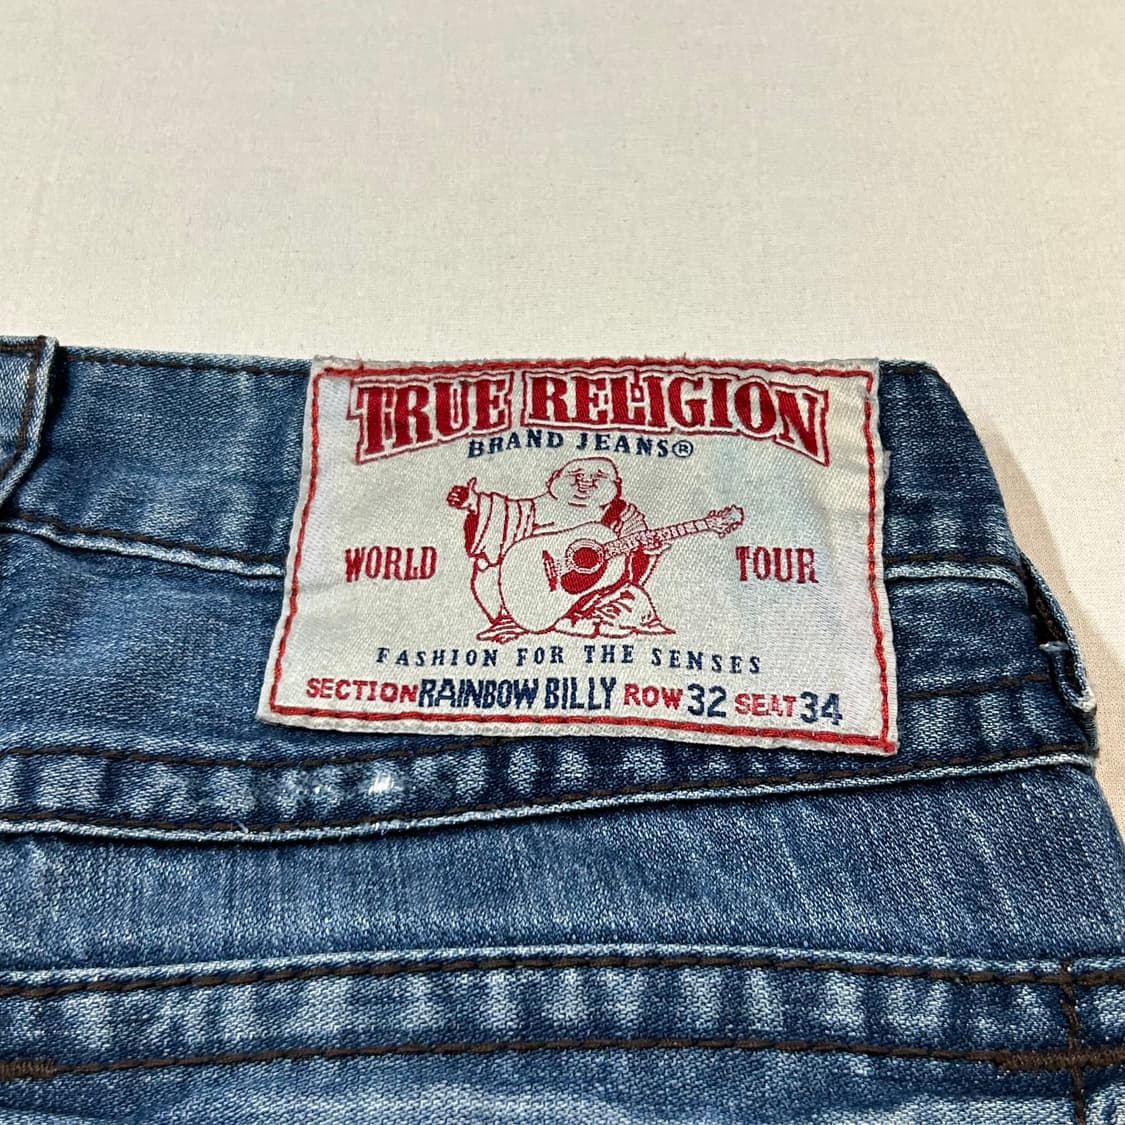 TRUE RELIGION
BRAND JEANS®
WORLD TOUR
FASHION FOR THE SENSES
SECTION RAINBOW BILLY ROW 32 SEAT 34